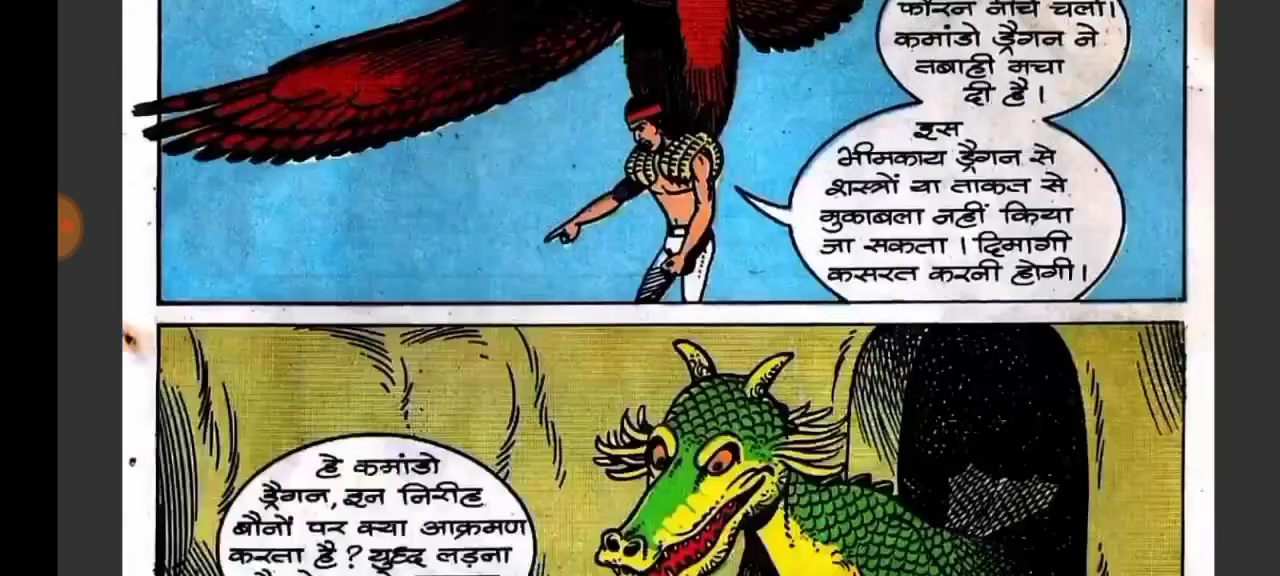 फौरन नीचे चलो।
कमांडो ड्रैगन ने
तबाही मचा
दी है।
इस
भीमकाय ड्रैगन से
शस्त्रों या ताकत से
मुकाबला नहीं किया
जा सकता। दिमागी
कसरत करनी होगी।
हे कमांडो
ड्रैगन, इन निरीह
बौनों पर क्या आक्रमण
करता है? युध्द लड़ना